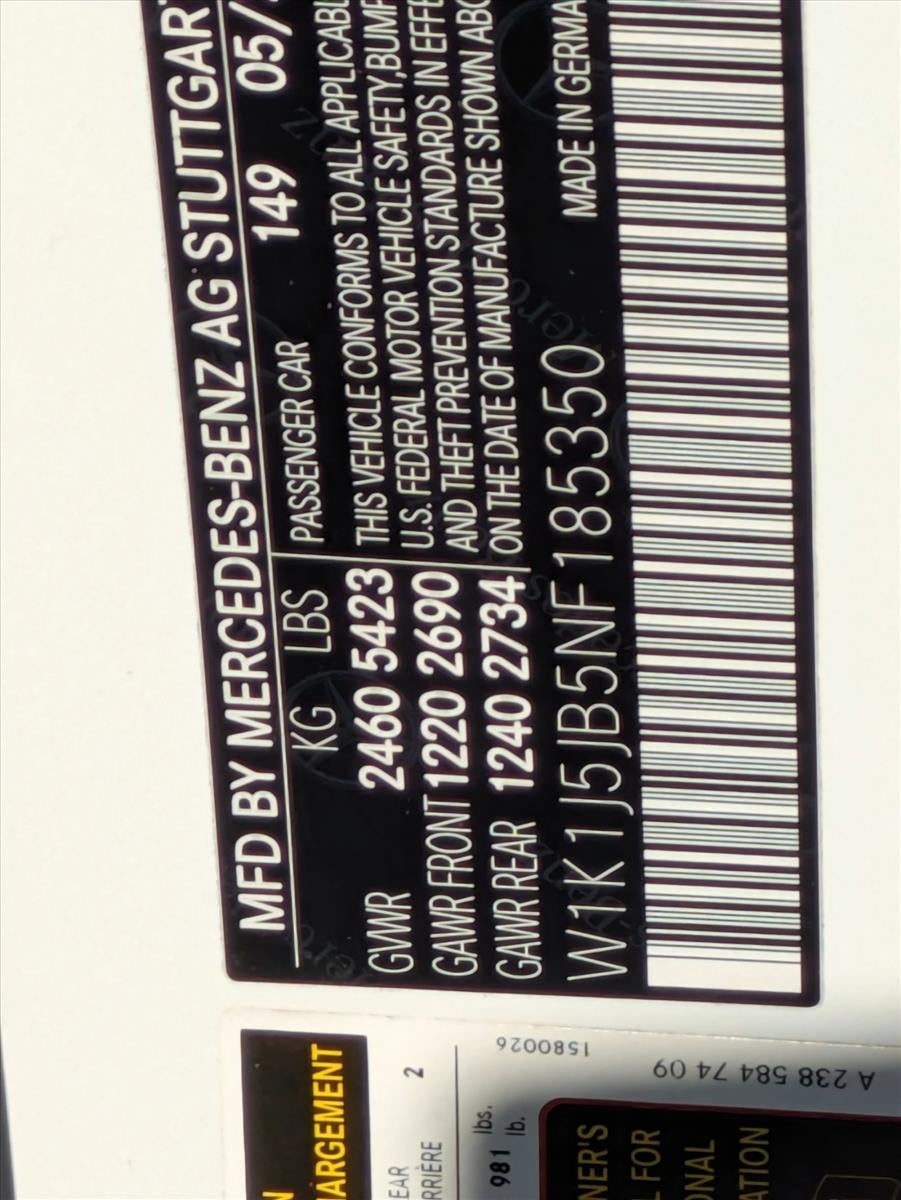 MFD BY MERCEDES-BENZ AG STUTTGART
149 05/
KG LBS PASSENGER CAR
GVWR 2460 5423
GAWR FRONT 1220 2690
GAWR REAR 1240 2734
THIS VEHICLE CONFORMS TO ALL APPLICABL
U.S. FEDERAL MOTOR VEHICLE SAFETY,BUMP
AND THEFT PREVENTION STANDARDS IN EFFE
ON THE DATE OF MANUFACTURE SHOWN ABO
MADE IN GERMA
W1K1J5JB5NF185350
N
HARGEMENT
EAR
RRIÈRE 2
981 lbs.
lb.
1580026
A 238 584 74 09
NER'S
L FOR
ONAL
ATION